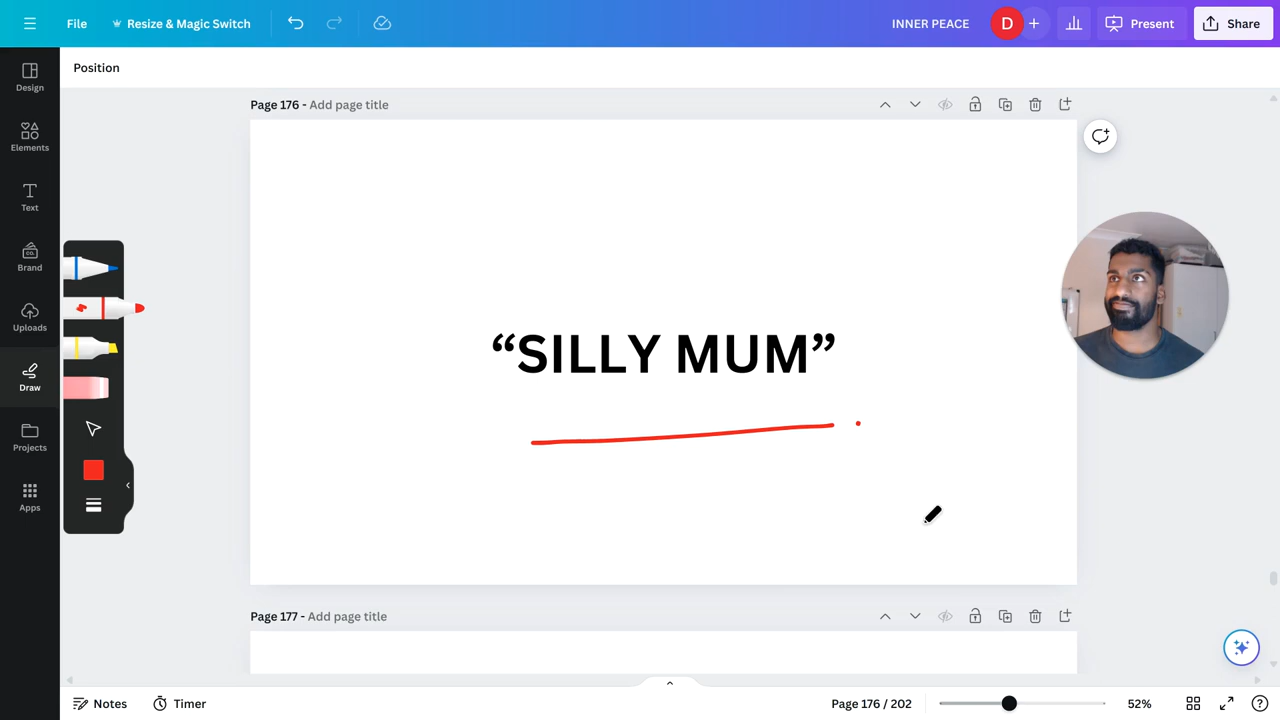 File
Resize & Magic Switch
INNER PEACE
D
Present
Share
Design
Elements
Text
Brand
Uploads
Draw
Projects
Apps
Position
Page 176 - Add page title
“SILLY MUM”
Page 177 - Add page title
Notes
Timer
Page 176 / 202
52%